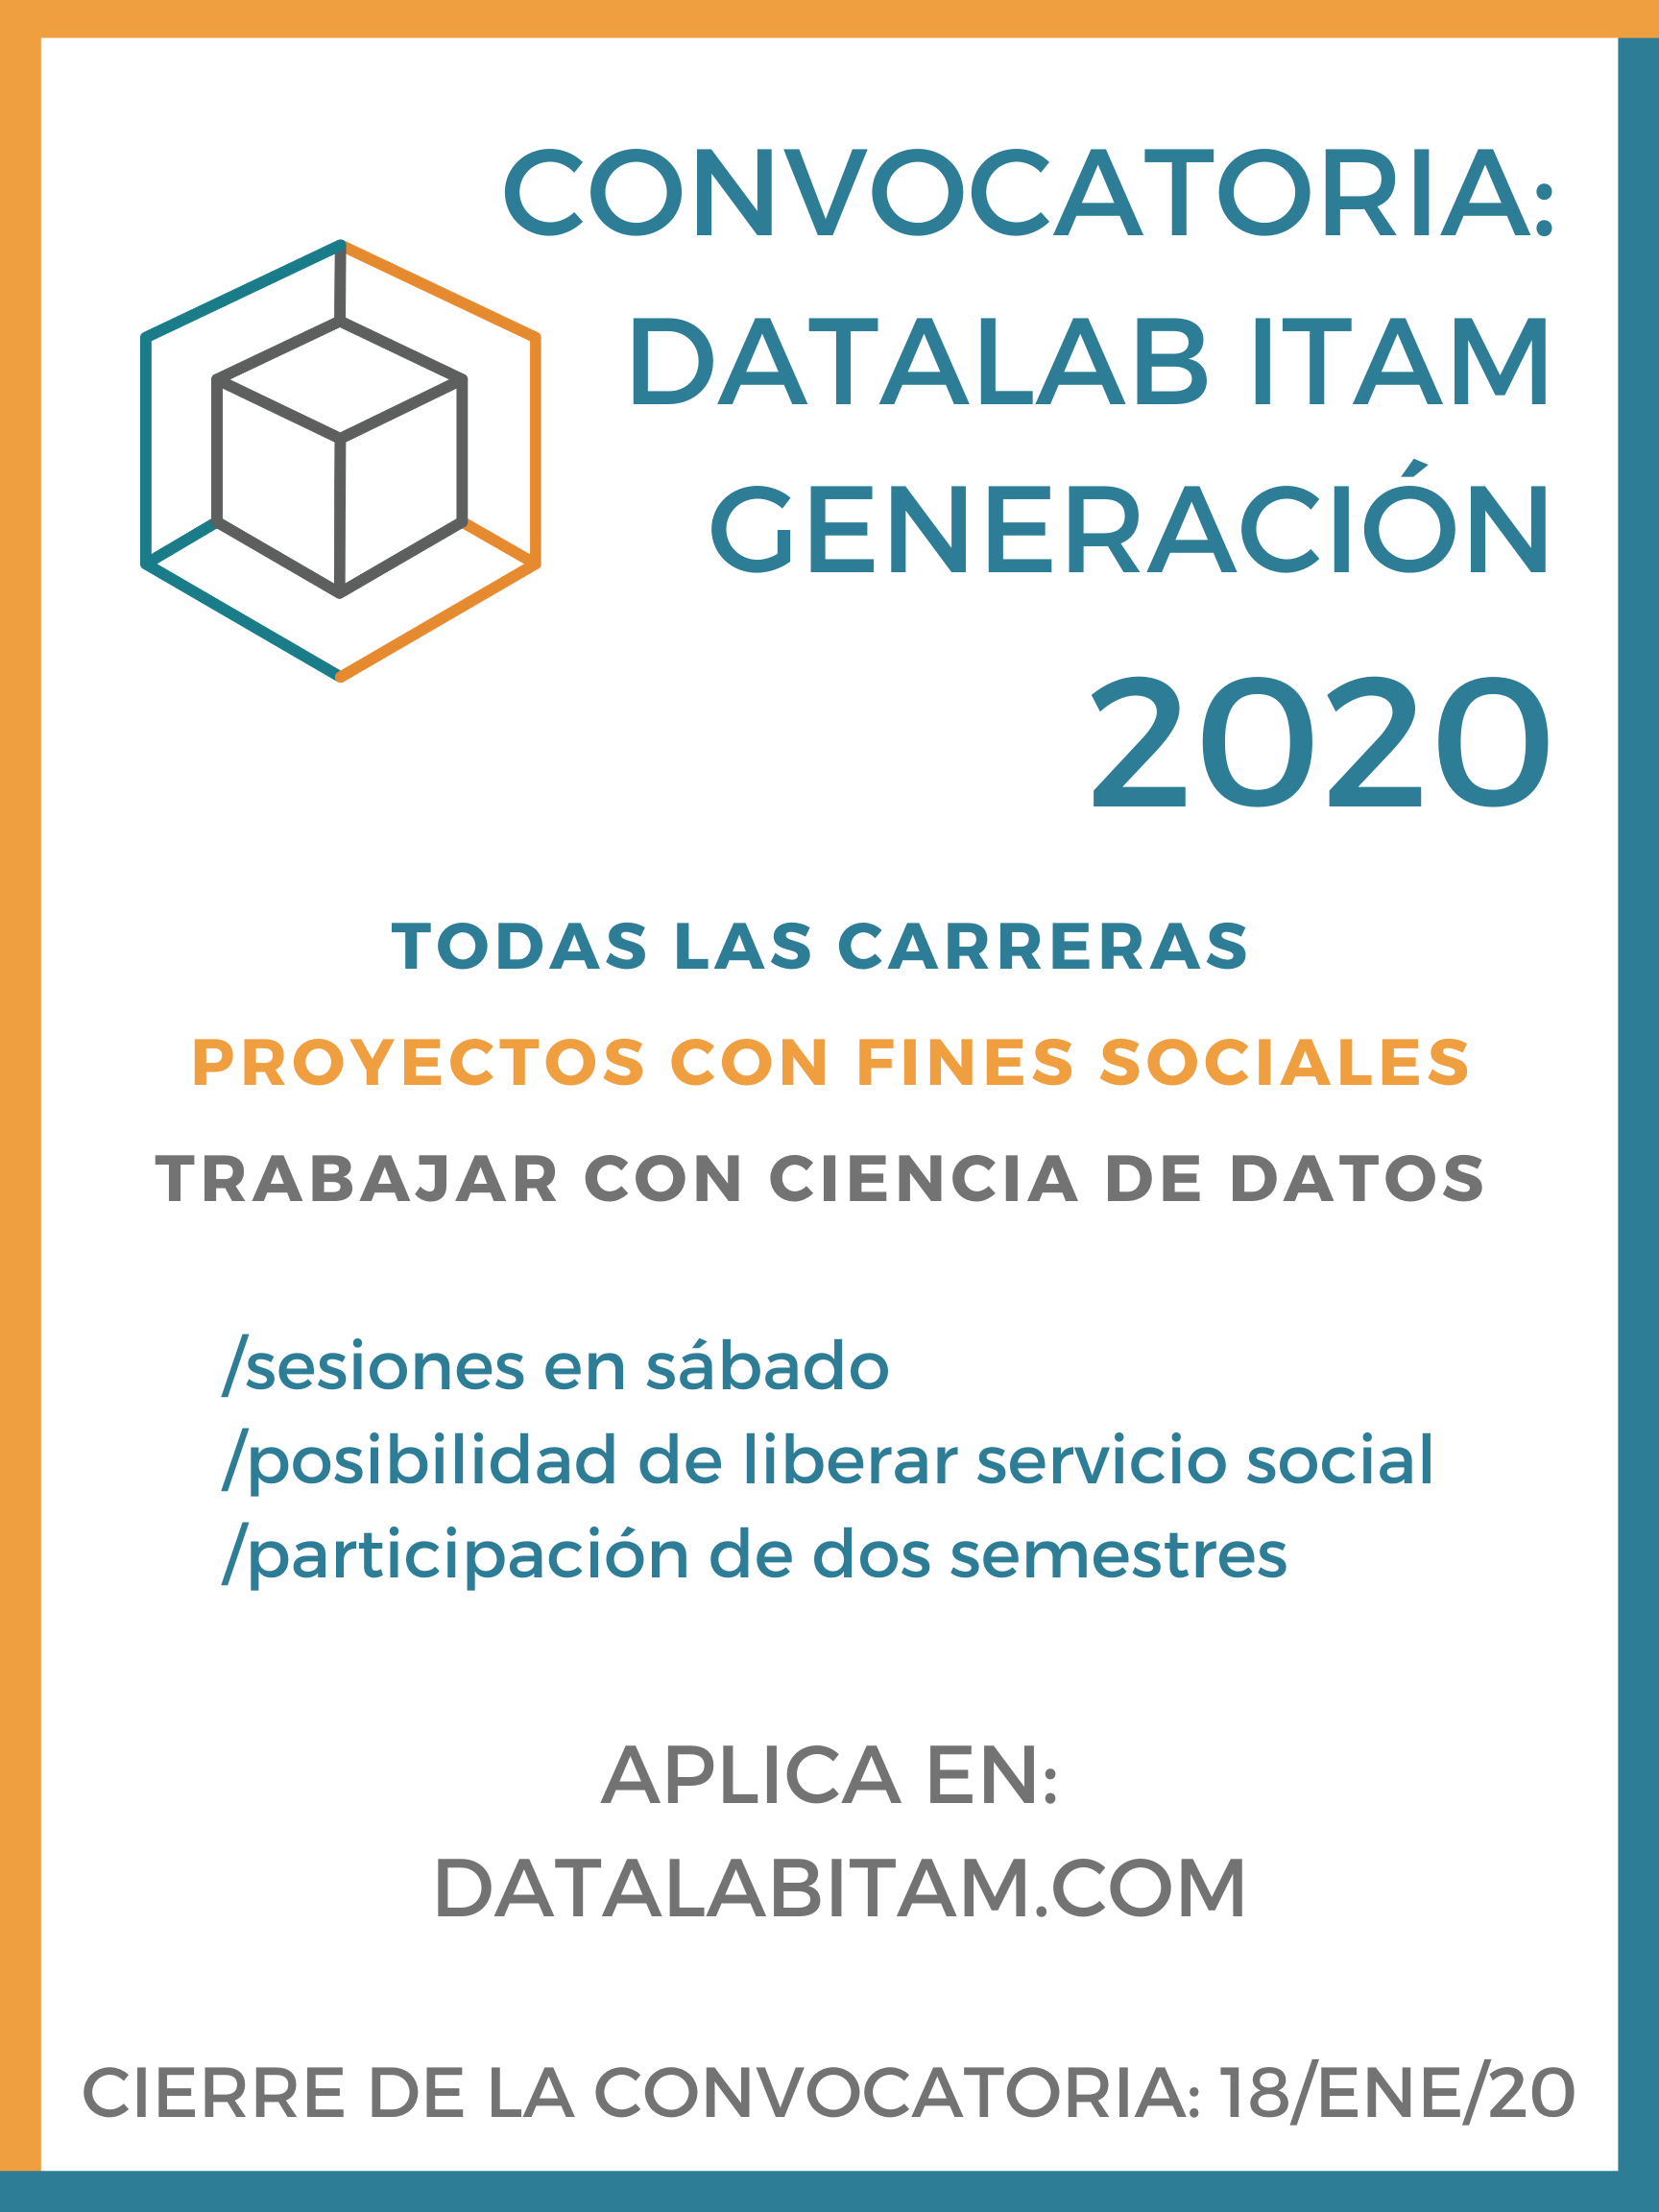 CONVOCATORIA:
DATALAB ITAM
GENERACIÓN
2020
TODAS LAS CARRERAS
PROYECTOS CON FINES SOCIALES
TRABAJAR CON CIENCIA DE DATOS
/sesiones en sábado
/posibilidad de liberar servicio social
/participación de dos semestres
APLICA EN:
DATALABITAM.COM
CIERRE DE LA CONVOCATORIA: 18/ENE/20